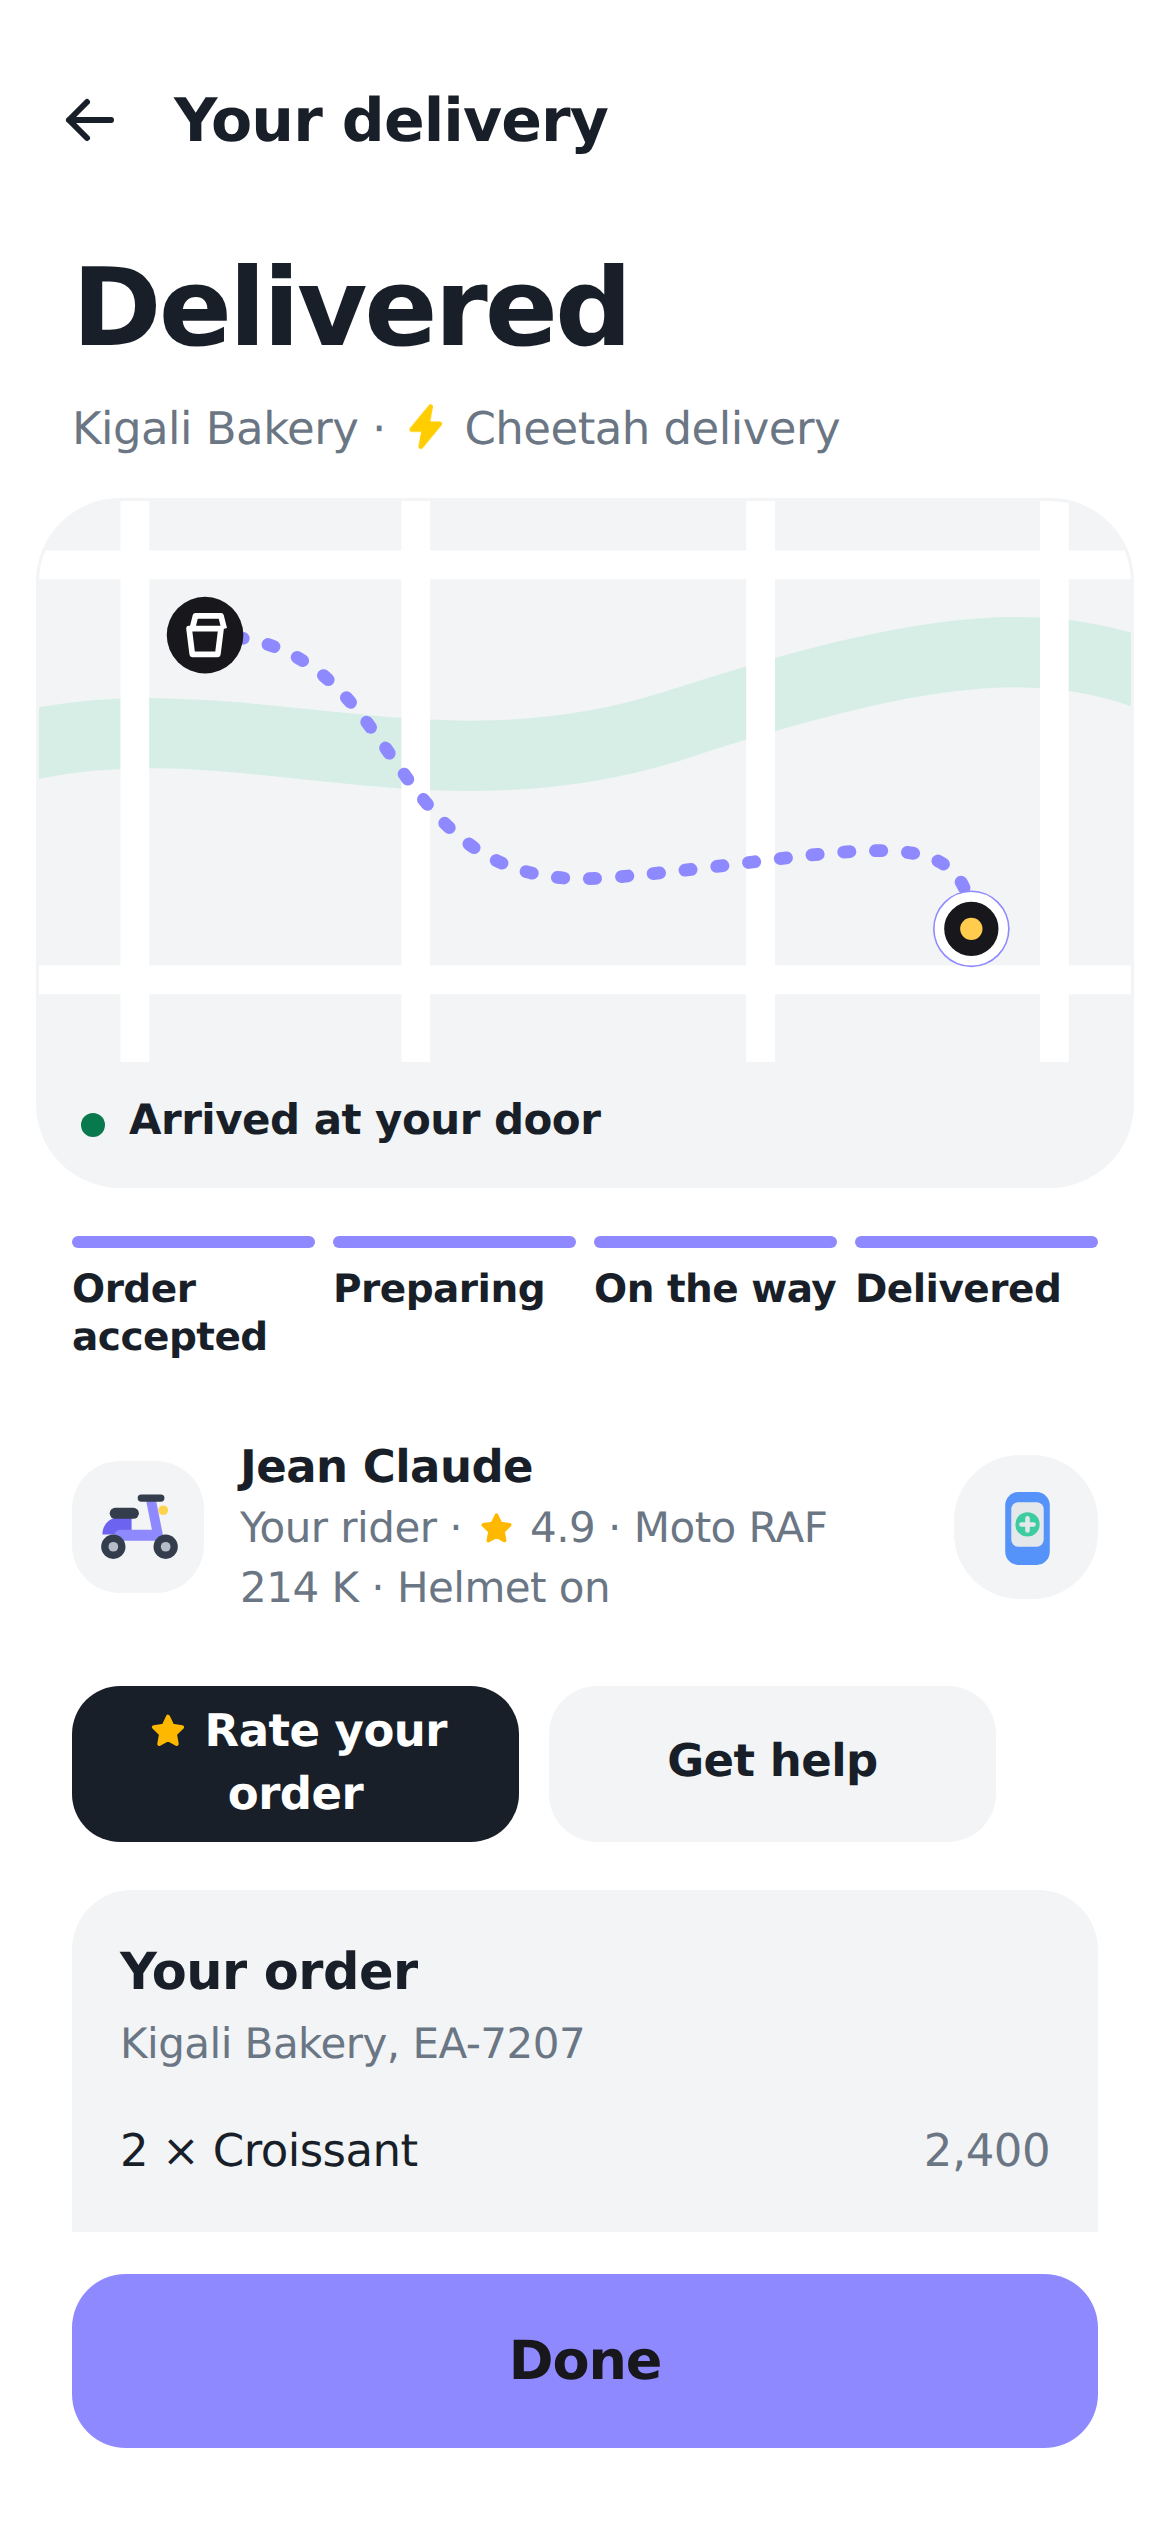 Your delivery
Delivered
Kigali Bakery · Cheetah delivery
Arrived at your door
Order accepted
Preparing
On the way
Delivered
Jean Claude
Your rider · 4.9 · Moto RAF
214 K · Helmet on
Rate your
order
Get help
Your order
Kigali Bakery, EA-7207
2 × Croissant 2,400
Done